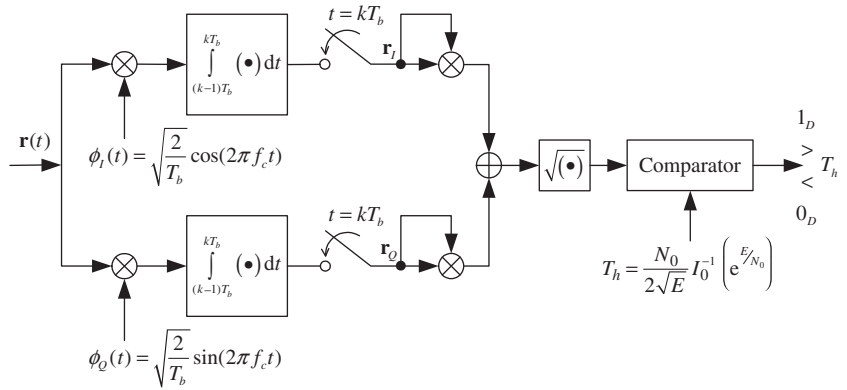 t = kT_b
∫_{(k−1)T_b}^{kT_b} (•) dt
r_I
r(t)
ϕ_I(t) = √(2/T_b) cos(2πf_c t)
√(•)
Comparator
1_D
>
<
T_h
0_D
t = kT_b
∫_{(k−1)T_b}^{kT_b} (•) dt
r_Q
T_h = N_0/(2√E) I_0^{−1} (e^{E/N_0})
ϕ_Q(t) = √(2/T_b) sin(2πf_c t)